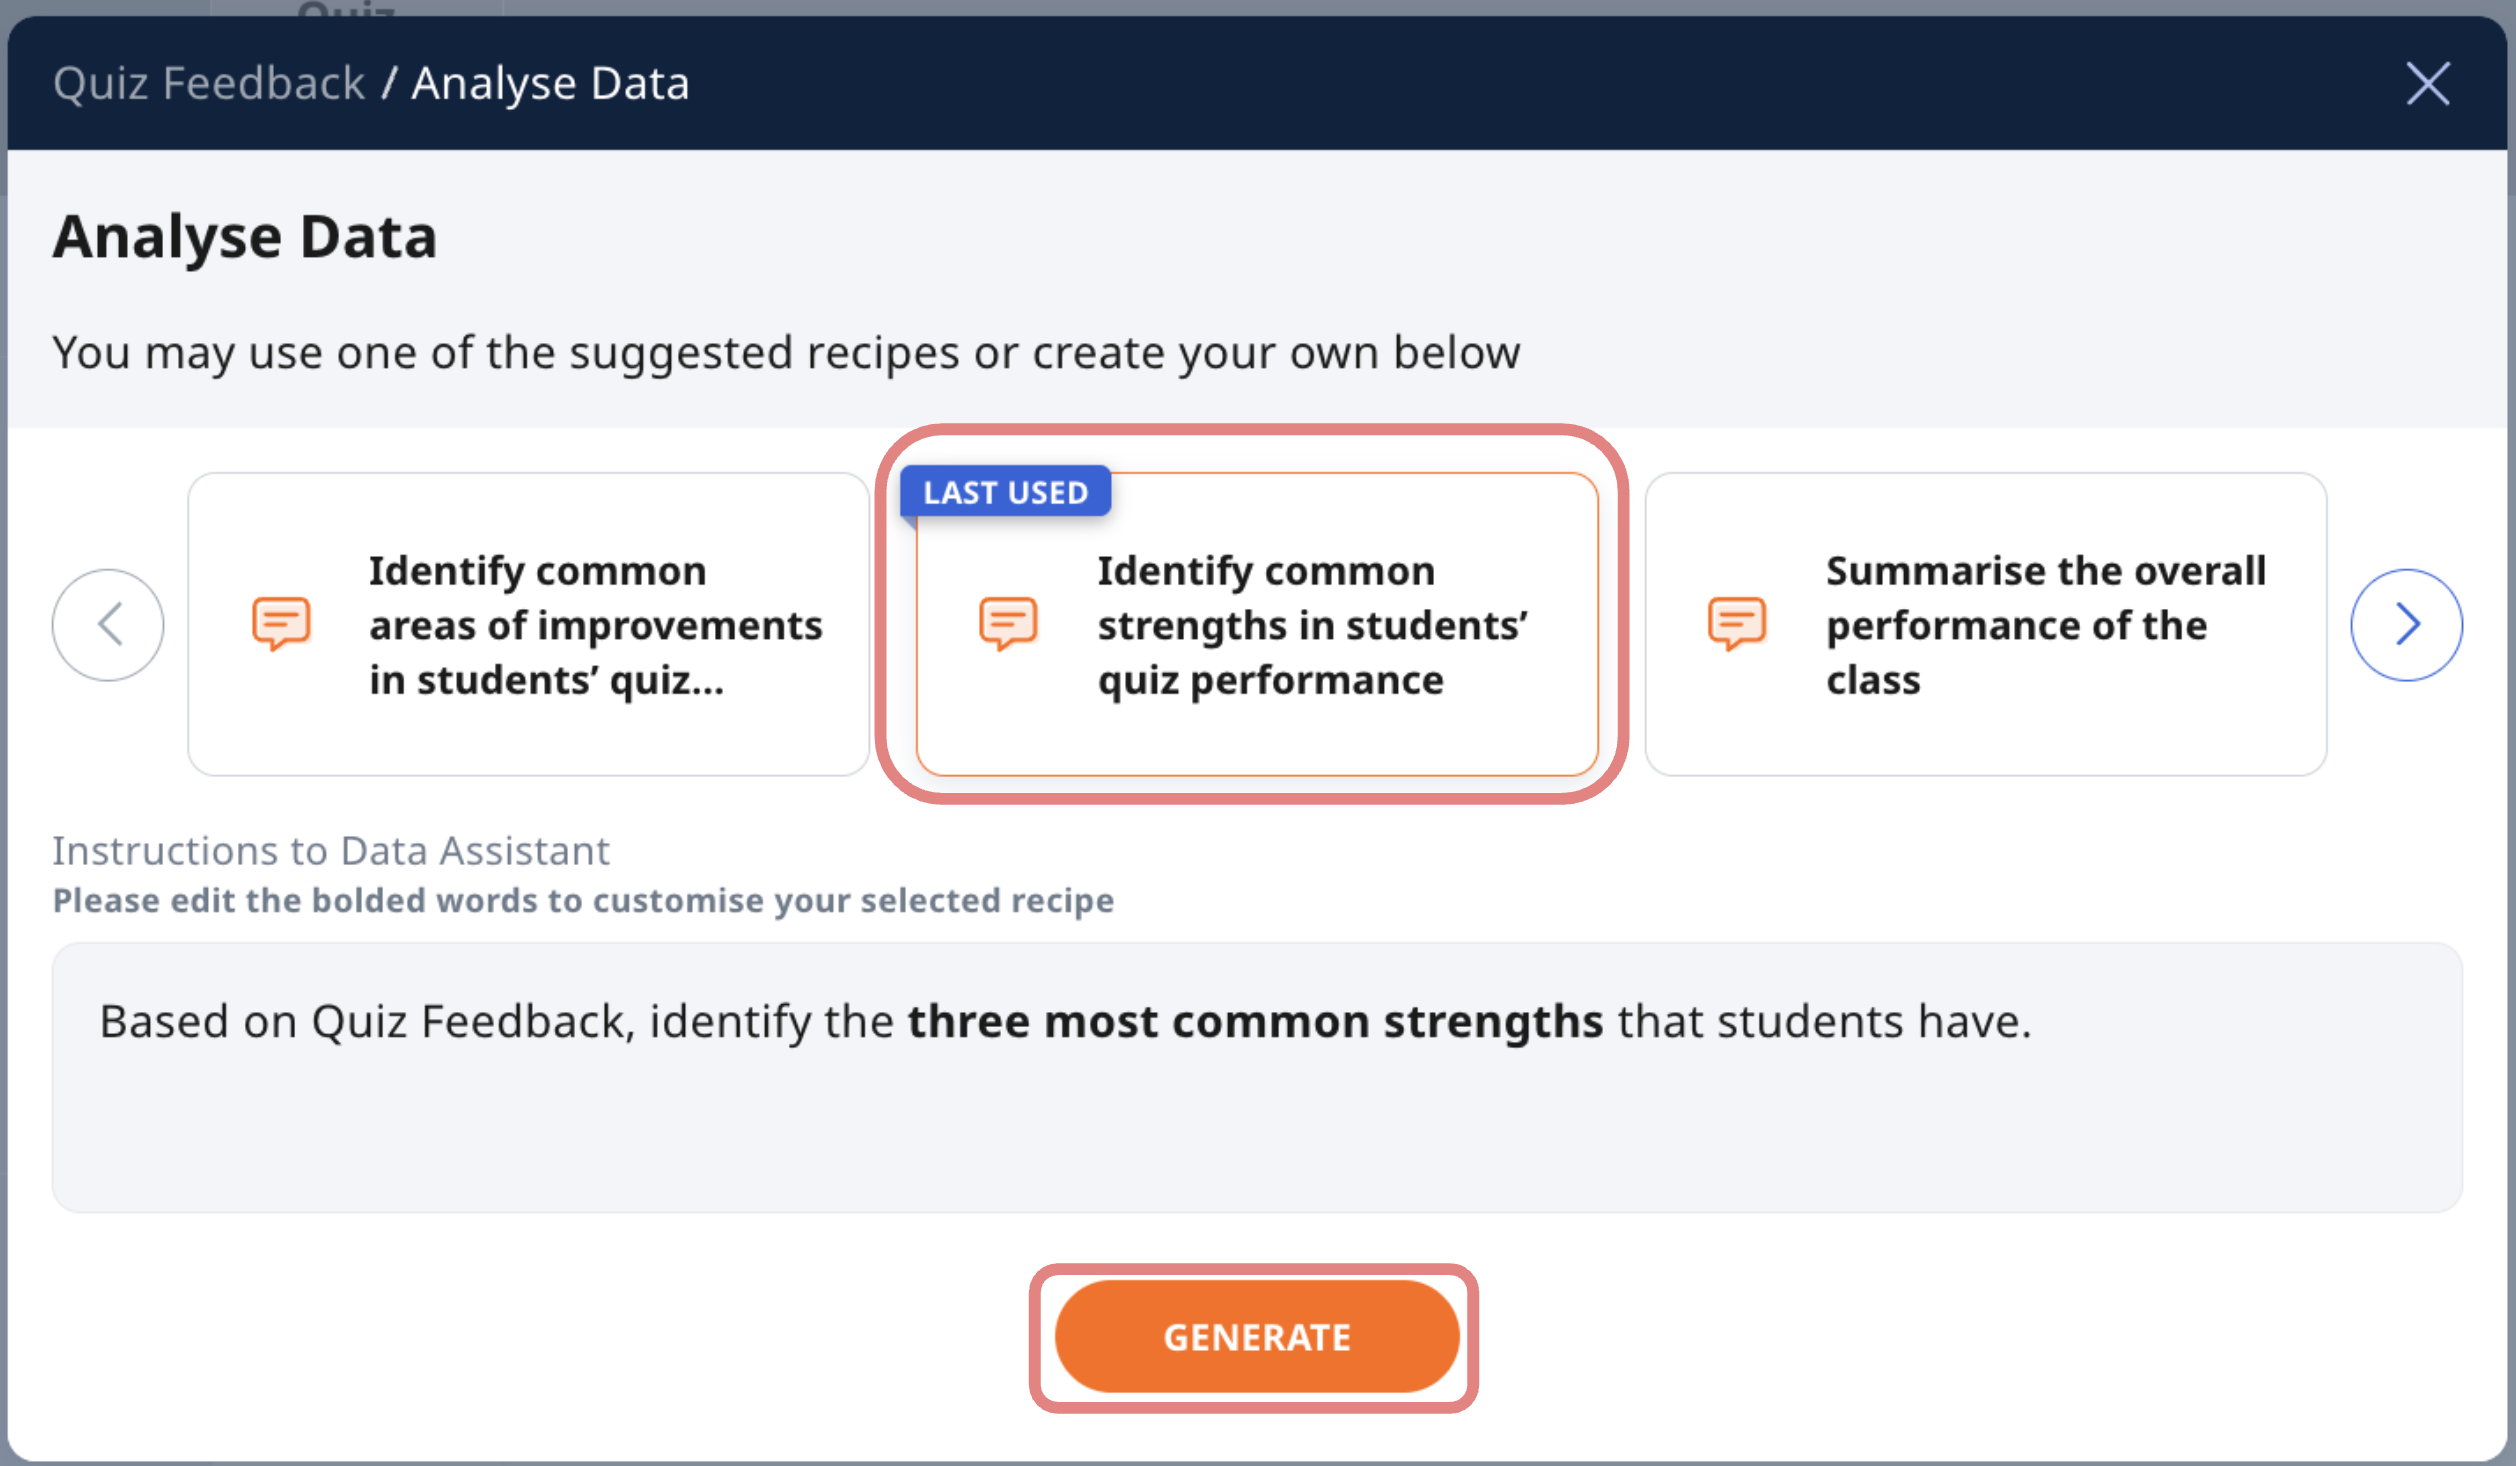 Quiz
Quiz Feedback / Analyse Data
Analyse Data
You may use one of the suggested recipes or create your own below
LAST USED
Identify common
areas of improvements
in students’ quiz...
Identify common
strengths in students’
quiz performance
Summarise the overall
performance of the
class
Instructions to Data Assistant
Please edit the bolded words to customise your selected recipe
Based on Quiz Feedback, identify the three most common strengths that students have.
GENERATE